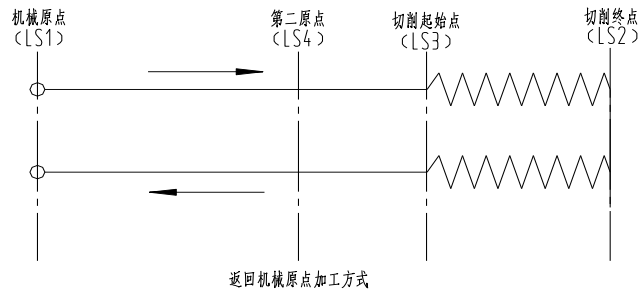 机械原点
(LS1)
第二原点
(LS4)
切削起始点
(LS3)
切削终点
(LS2)
返回机械原点加工方式